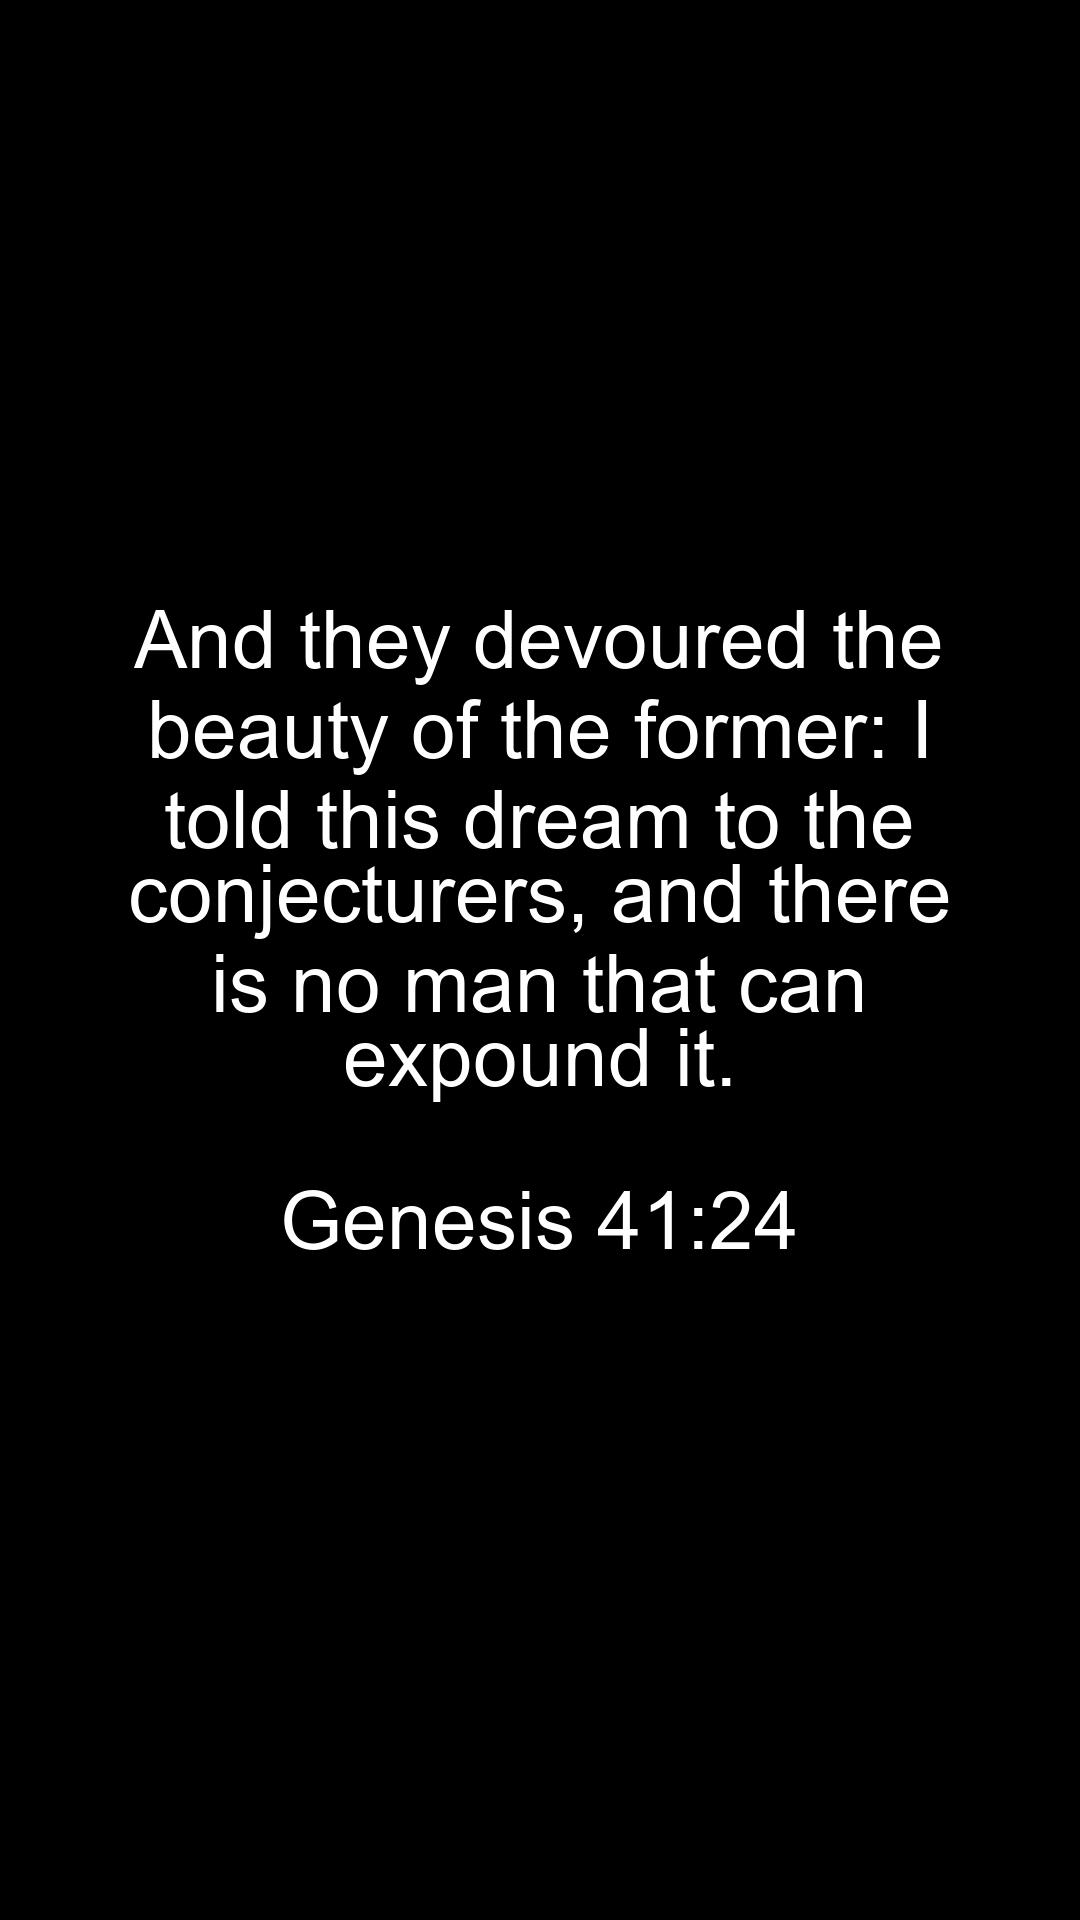 And they devoured the
beauty of the former: I
told this dream to the
conjecturers, and there
is no man that can
expound it.
Genesis 41:24